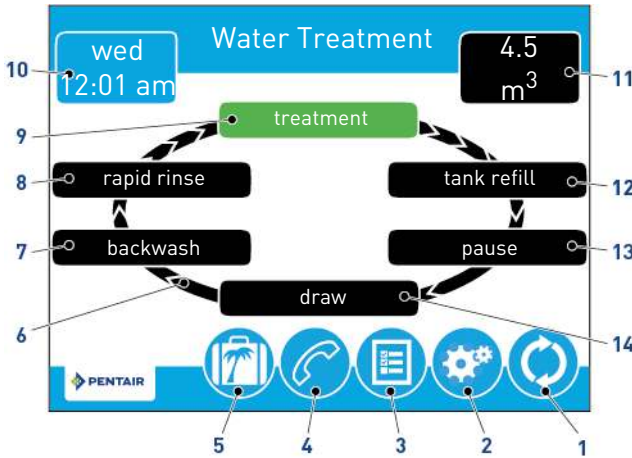 Water Treatment
wed
12:01 am
4.5
m³
10
11
9
treatment
8
rapid rinse
tank refill
12
7
backwash
pause
13
6
draw
14
PENTAIR
5
4
3
2
1